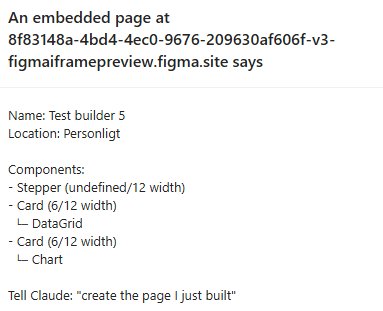 An embedded page at
8f83148a-4bd4-4ec0-9676-209630af606f-v3-
figmaiframepreview.figma.site says
Name: Test builder 5
Location: Personligt
Components:
- Stepper (undefined/12 width)
- Card (6/12 width)
└─ DataGrid
- Card (6/12 width)
└─ Chart
Tell Claude: "create the page I just built"